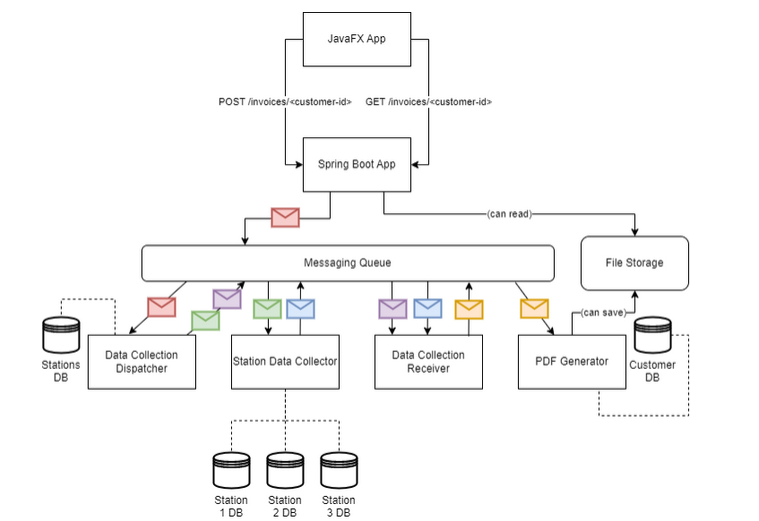 JavaFX App
POST /invoices/<customer-id>
GET /invoices/<customer-id>
Spring Boot App
(can read)
Messaging Queue
File Storage
(can save)
Stations
DB
Data Collection
Dispatcher
Station Data Collector
Data Collection
Receiver
PDF Generator
Customer
DB
Station
1 DB
Station
2 DB
Station
3 DB